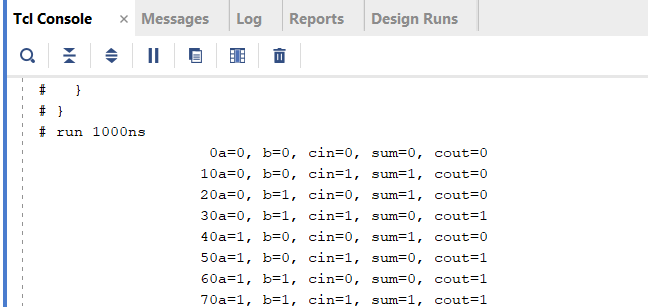 Tcl Console × Messages Log Reports Design Runs
#   }
# }
# run 1000ns
0a=0, b=0, cin=0, sum=0, cout=0
10a=0, b=0, cin=1, sum=1, cout=0
20a=0, b=1, cin=0, sum=1, cout=0
30a=0, b=1, cin=1, sum=0, cout=1
40a=1, b=0, cin=0, sum=1, cout=0
50a=1, b=0, cin=1, sum=0, cout=1
60a=1, b=1, cin=0, sum=0, cout=1
70a=1, b=1, cin=1, sum=1, cout=1